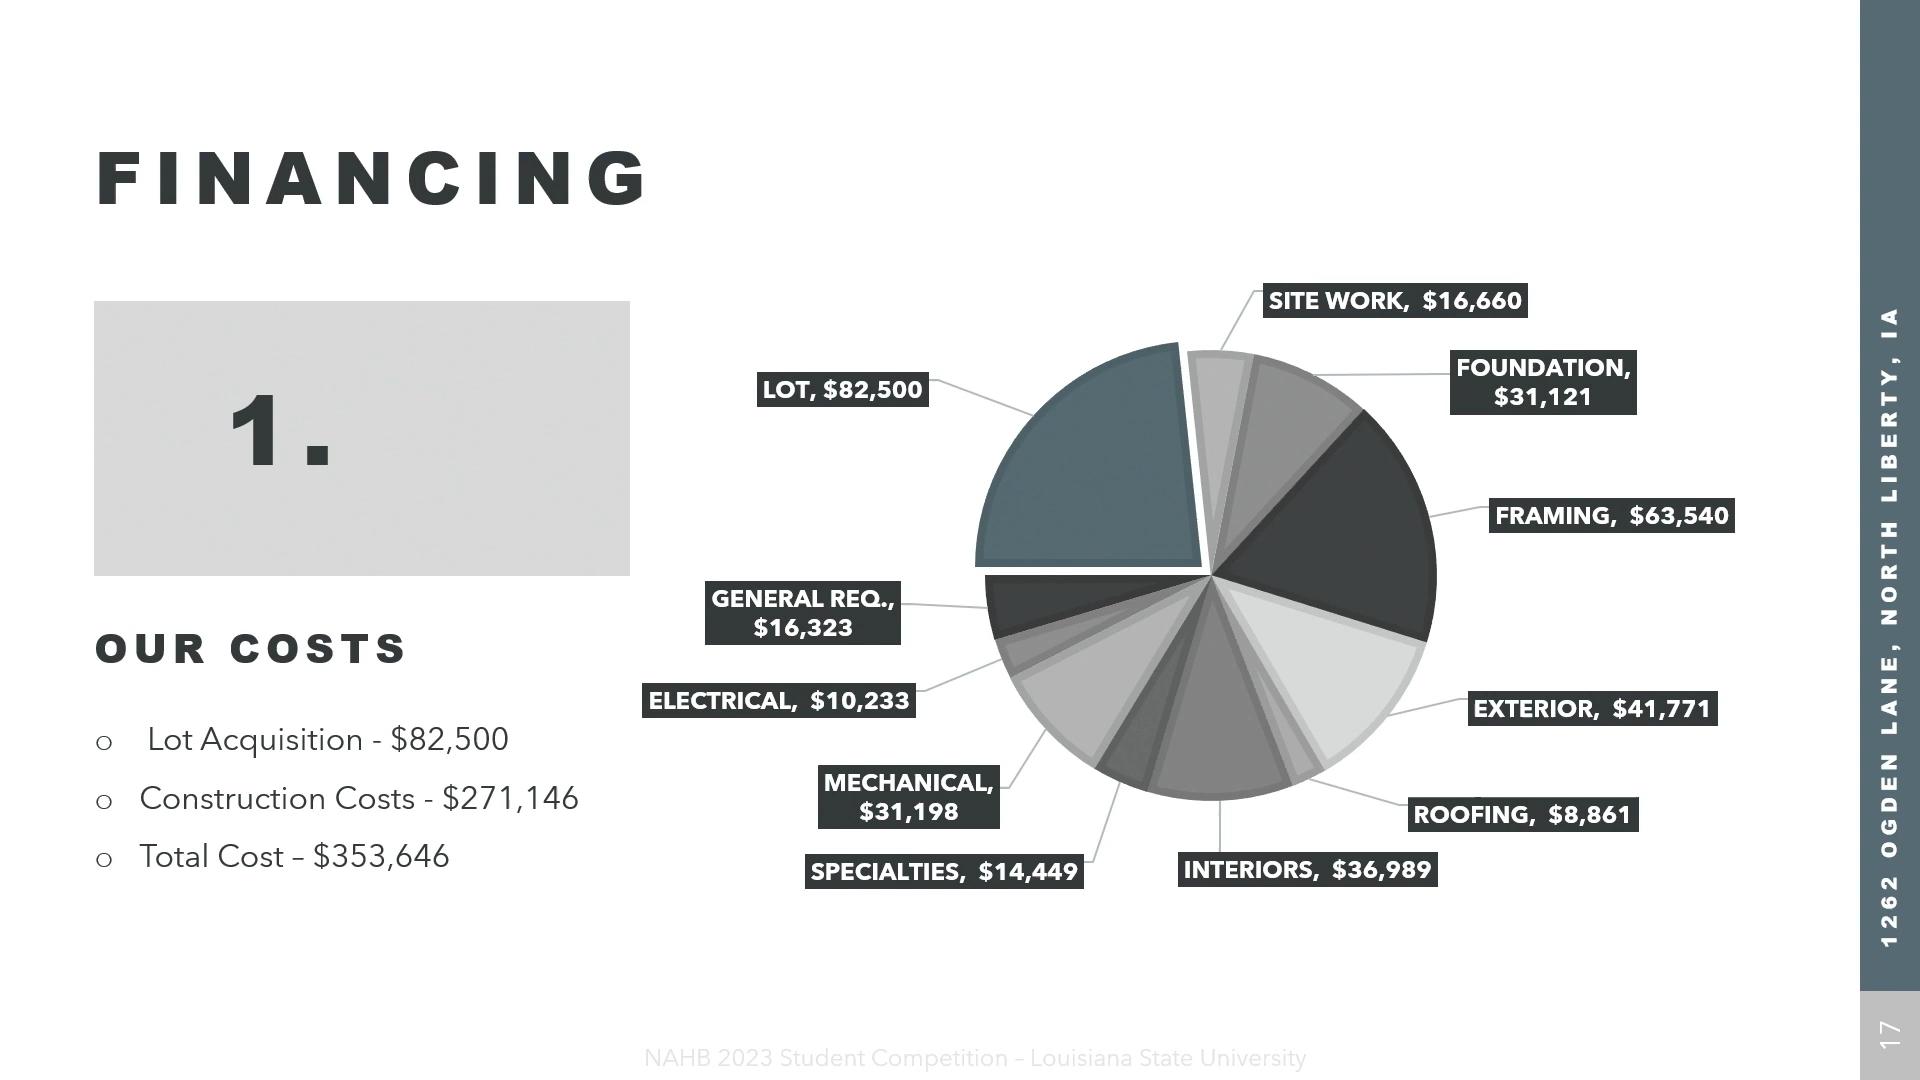 FINANCING
1.
OUR COSTS
o Lot Acquisition - $82,500
o Construction Costs - $271,146
o Total Cost – $353,646
SITE WORK, $16,660
FOUNDATION,
$31,121
FRAMING, $63,540
EXTERIOR, $41,771
ROOFING, $8,861
INTERIORS, $36,989
SPECIALTIES, $14,449
MECHANICAL,
$31,198
ELECTRICAL, $10,233
GENERAL REQ.,
$16,323
LOT, $82,500
1262 OGDEN LANE, NORTH LIBERTY, IA
17
NAHB 2023 Student Competition – Louisiana State University